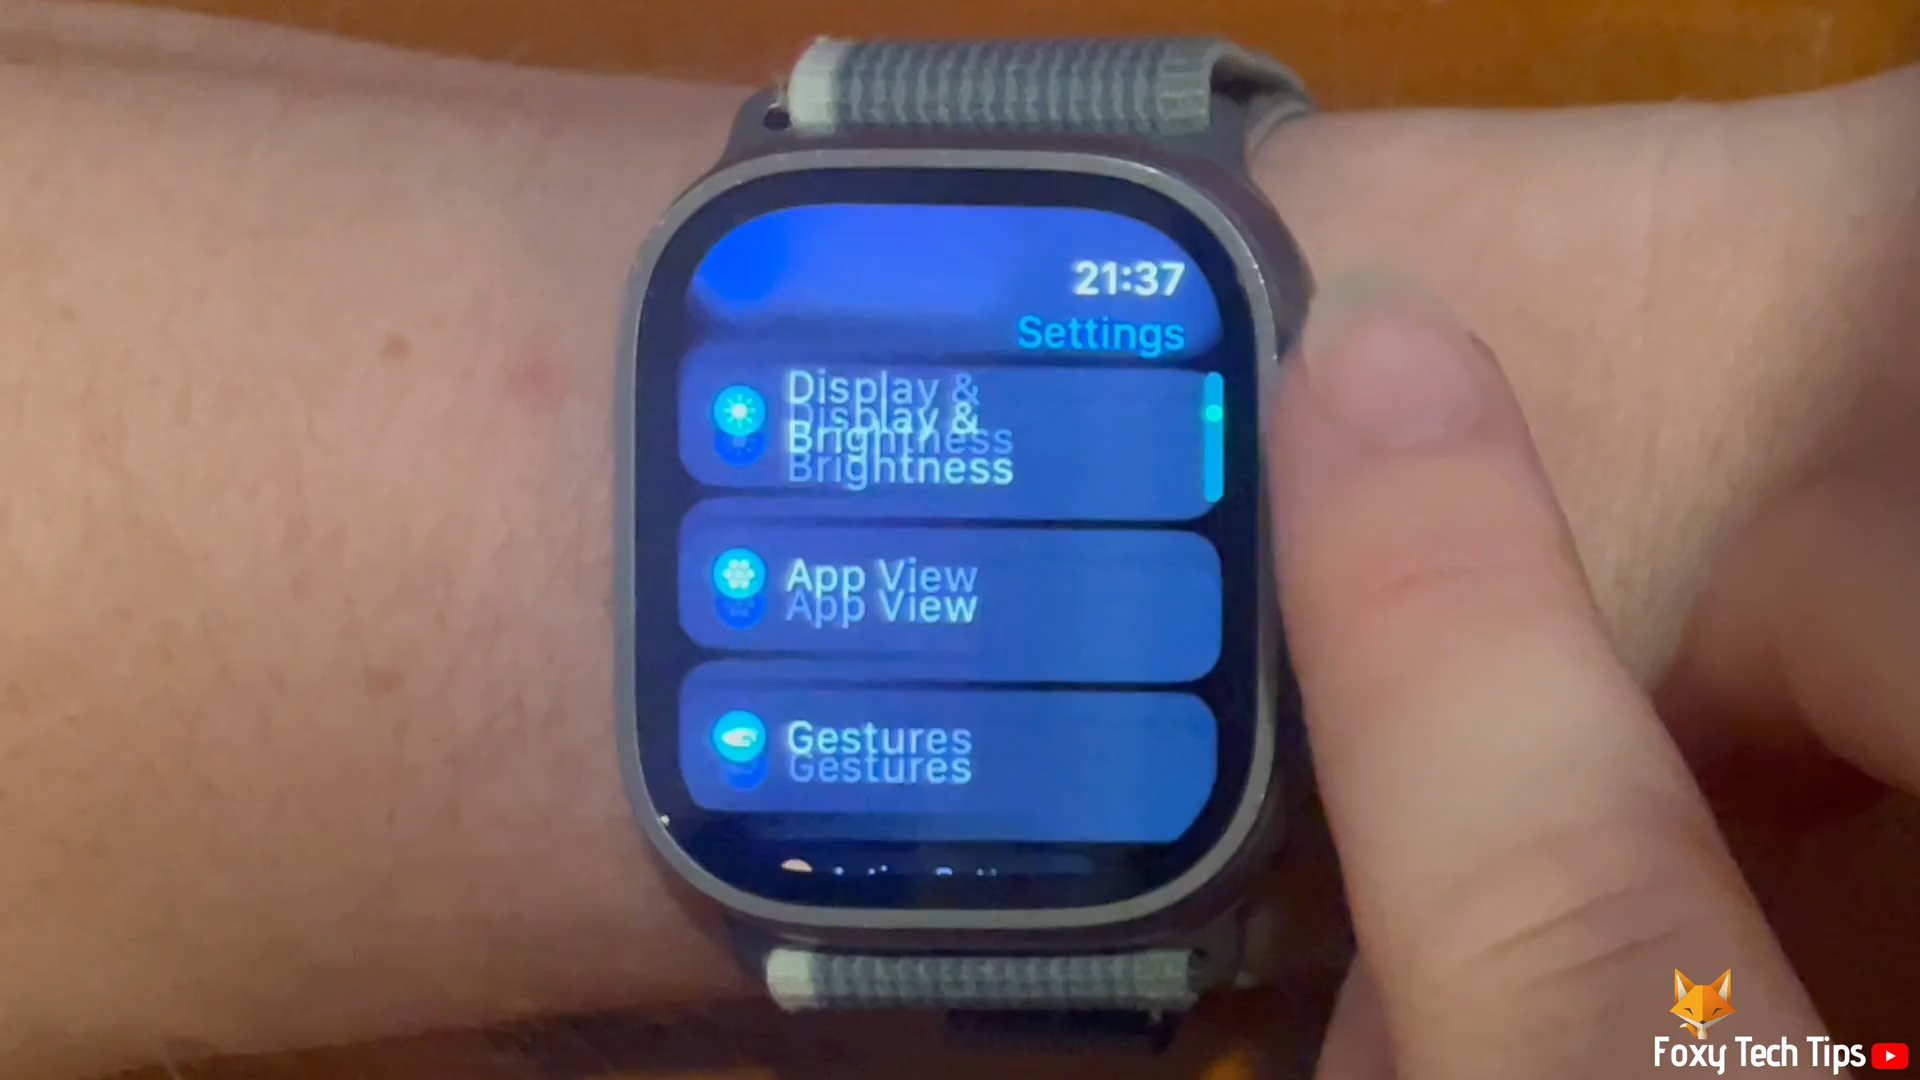 21:37
Settings
Display &
Brightness
App View
Gestures
Foxy Tech Tips